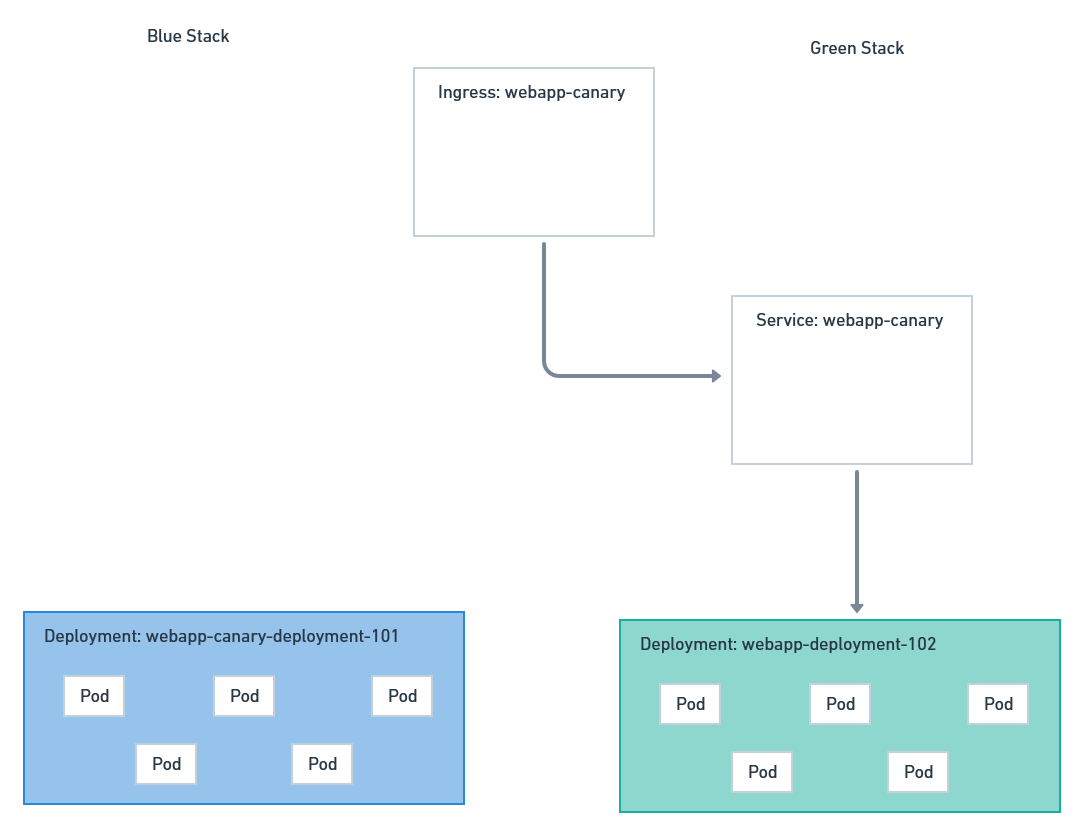 Blue Stack
Green Stack
Ingress: webapp-canary
Service: webapp-canary
Deployment: webapp-canary-deployment-101
Pod
Pod
Pod
Pod
Pod
Deployment: webapp-deployment-102
Pod
Pod
Pod
Pod
Pod